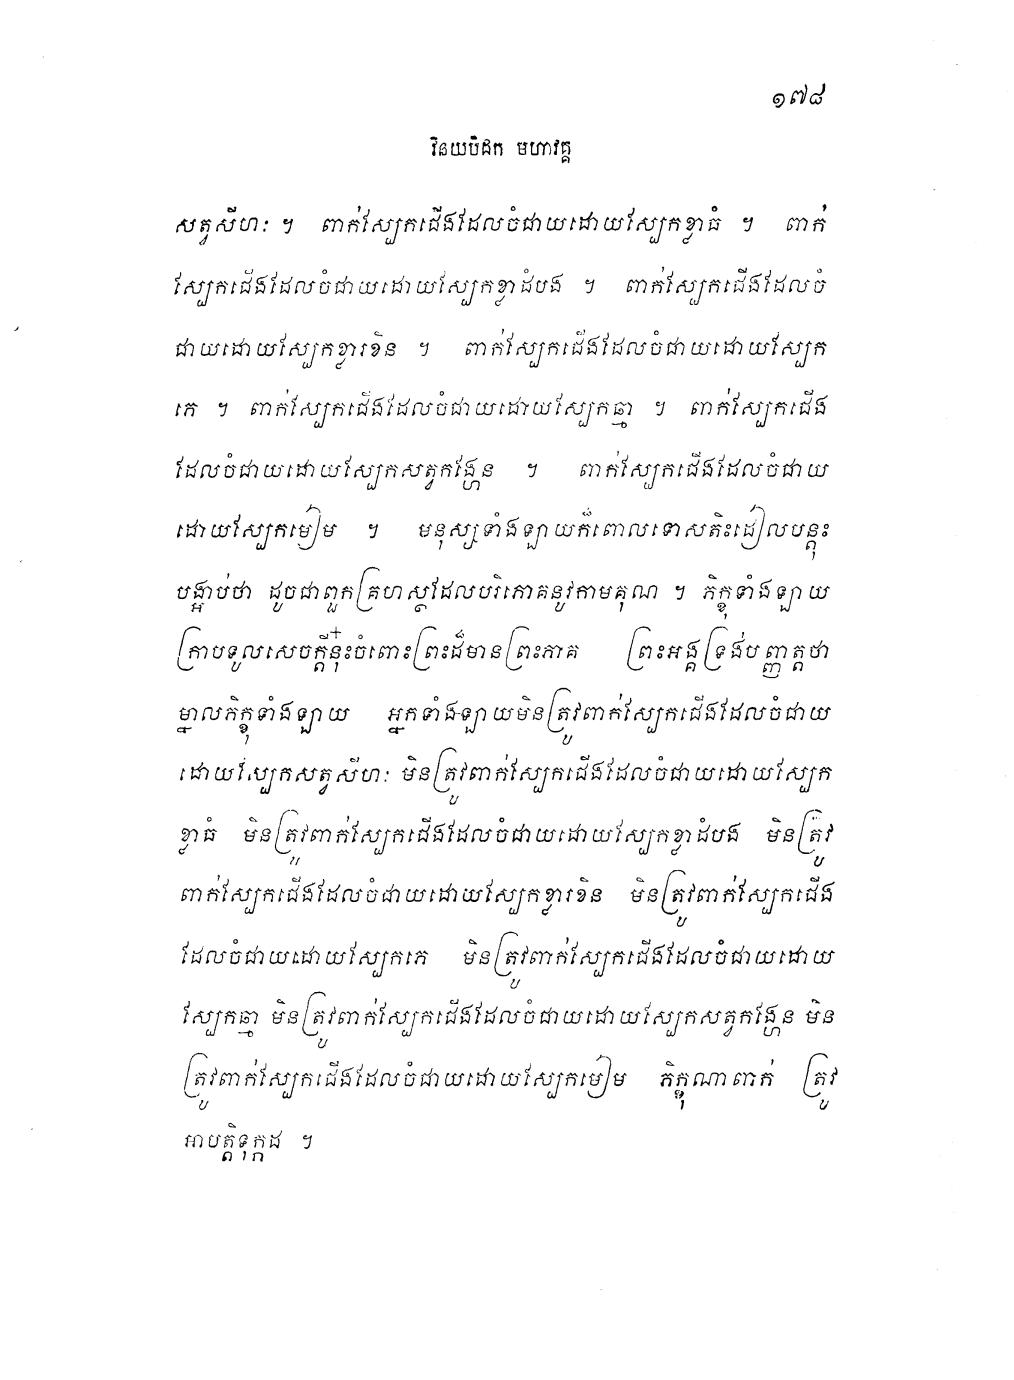 ១៧៨
វិនយបិដក មហាវគ្គ
សត្វសីហៈ ។ ពាក់ស្បែកជើងដែលចំជាយដោយស្បែកខ្លាធំ ។ ពាក់
ស្បែកជើងដែលចំជាយដោយស្បែកខ្លាដំបង ។ ពាក់ស្បែកជើងដែលចំ
ជាយដោយស្បែកខ្លារខិន ។ ពាក់ស្បែកជើងដែលចំជាយដោយស្បែក
ភេ ។ ពាក់ស្បែកជើងដែលចំជាយដោយស្បែកឆ្មា ។ ពាក់ស្បែកជើង
ដែលចំជាយដោយស្បែកសត្វកង្ហែន ។ ពាក់ស្បែកជើងដែលចំជាយ
ដោយស្បែកមៀម ។ មនុស្សទាំងឡាយក៏ពោលទោសតិះដៀលបន្តុះ
បង្អាប់ថា ដូចជាពួកគ្រហស្ថដែលបរិភោគនូវកាមគុណ ។ ភិក្ខុទាំងឡាយ
ក្រាបទូលសេចក្តីនុ៎ះចំពោះព្រះដ៏មានព្រះភាគ ព្រះអង្គទ្រង់បញ្ញាត្តថា
ម្នាលភិក្ខុទាំងឡាយ អ្នកទាំងឡាយមិនត្រូវពាក់ស្បែកជើងដែលចំជាយ
ដោយស្បែកសត្វសីហៈ មិនត្រូវពាក់ស្បែកជើងដែលចំជាយដោយស្បែក
ខ្លាធំ មិនត្រូវពាក់ស្បែកជើងដែលចំជាយដោយស្បែកខ្លាដំបង មិនត្រូវ
ពាក់ស្បែកជើងដែលចំជាយដោយស្បែកខ្លារខិន មិនត្រូវពាក់ស្បែកជើង
ដែលចំជាយដោយស្បែកភេ មិនត្រូវពាក់ស្បែកជើងដែលចំជាយដោយ
ស្បែកឆ្មា មិនត្រូវពាក់ស្បែកជើងដែលចំជាយដោយស្បែកសត្វកង្ហែន មិន
ត្រូវពាក់ស្បែកជើងដែលចំជាយដោយស្បែកមៀម ភិក្ខុណាពាក់ ត្រូវ
អាបត្តិទុក្កដ ។